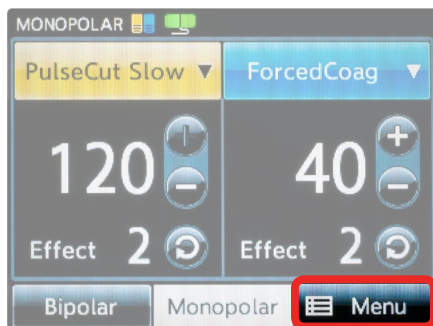 MONOPOLAR
PulseCut Slow ▼ ForcedCoag ▼
120 + − 40 + −
Effect 2 Effect 2
Bipolar Monopolar Menu